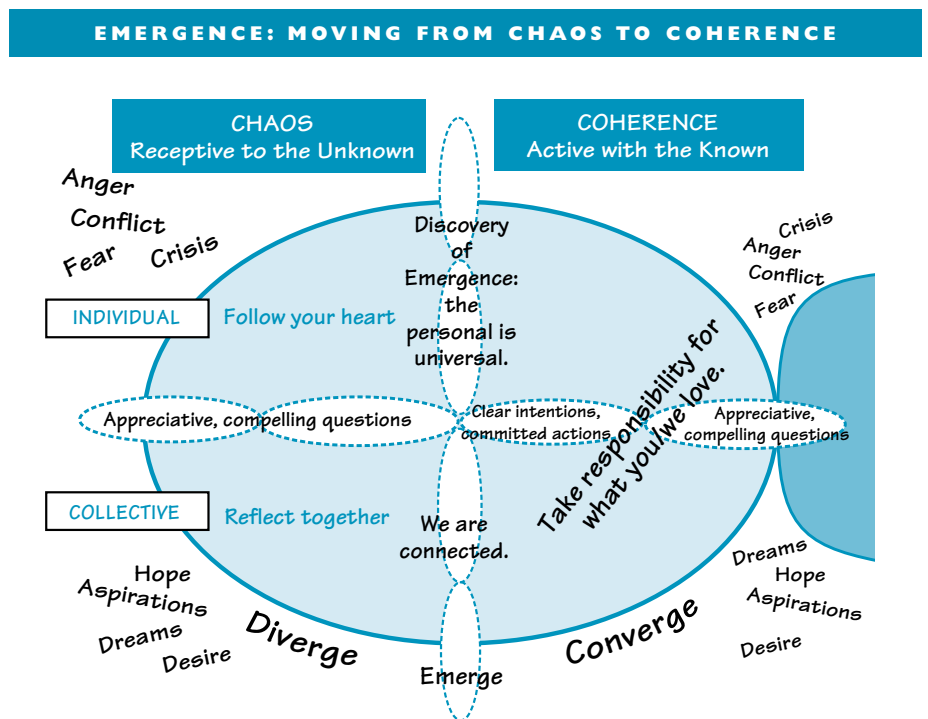 EMERGENCE: MOVING FROM CHAOS TO COHERENCE
CHAOS
Receptive to the Unknown
COHERENCE
Active with the Known
Anger
Conflict
Fear
Crisis
Crisis
Anger
Conflict
Fear
Discovery
of
Emergence:
the
personal is
universal.
INDIVIDUAL
Follow your heart
Appreciative, compelling questions
Clear intentions,
committed actions
Take responsibility for
what you/we love.
Appreciative,
compelling questions
COLLECTIVE
Reflect together
We are
connected.
Hope
Aspirations
Dreams
Desire
Diverge
Emerge
Converge
Dreams
Hope
Aspirations
Desire